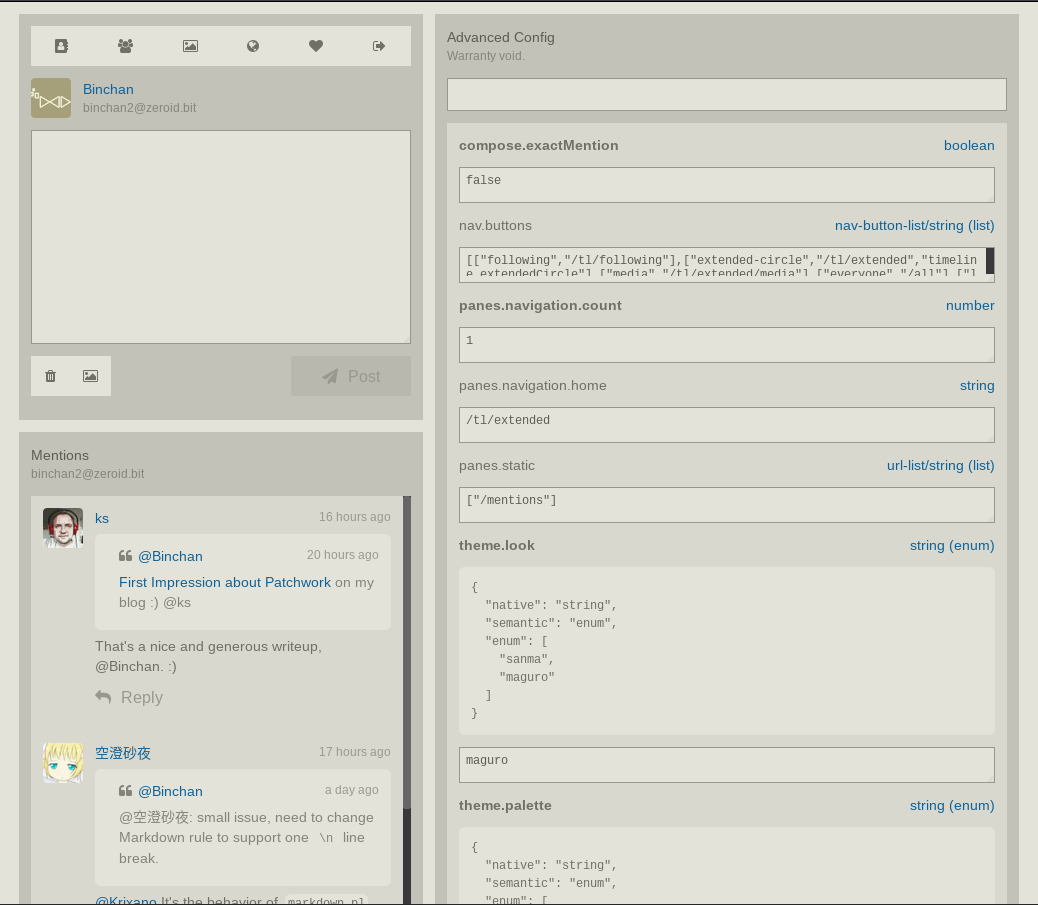 Binchan
binchan2@zeroid.bit
Post
Mentions
binchan2@zeroid.bit
ks
16 hours ago
@Binchan
20 hours ago
First Impression about Patchwork on my
blog :) @ks
That's a nice and generous writeup,
@Binchan. :)
Reply
空澄砂夜
17 hours ago
@Binchan
a day ago
@空澄砂夜: small issue, need to change
Markdown rule to support one \n line
break.
@Krixano It's the behavior of markdown.pl
Advanced Config
Warranty void.
compose.exactMention
boolean
false
nav.buttons
nav-button-list/string (list)
[["following","/tl/following"],["extended-circle","/tl/extended","timelin
e.extendedCircle"],["media","/tl/extended/media"],["everyone","/all"],["l
panes.navigation.count
number
1
panes.navigation.home
string
/tl/extended
panes.static
url-list/string (list)
["/mentions"]
theme.look
string (enum)
{
"native": "string",
"semantic": "enum",
"enum": [
"sanma",
"maguro"
]
}
maguro
theme.palette
string (enum)
{
"native": "string",
"semantic": "enum",
"enum": [